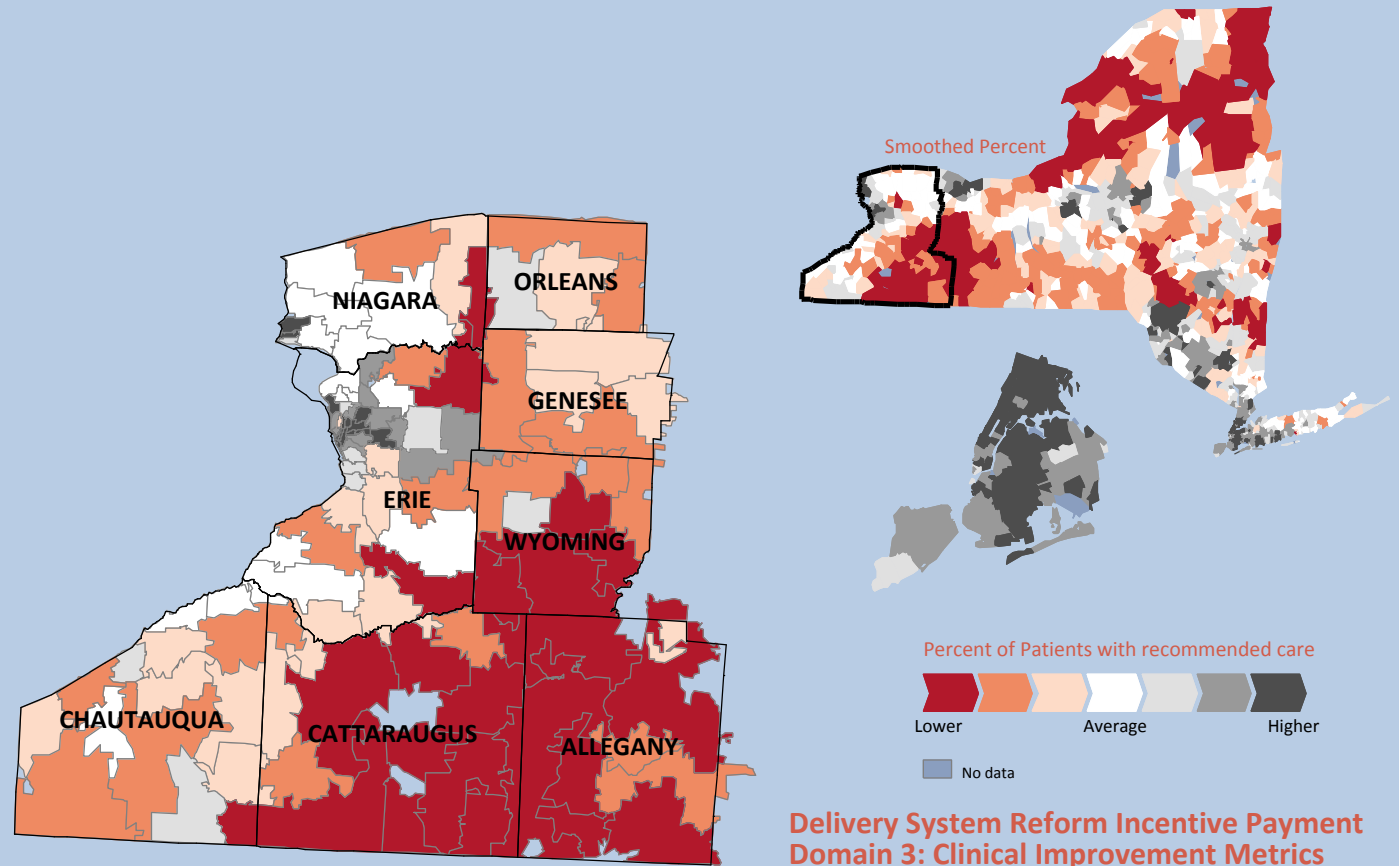 Smoothed Percent
ORLEANS
NIAGARA
GENESEE
ERIE
WYOMING
CHAUTAUQUA
CATTARAUGUS
ALLEGANY
Percent of Patients with recommended care
Lower Average Higher
No data
Delivery System Reform Incentive Payment
Domain 3: Clinical Improvement Metrics